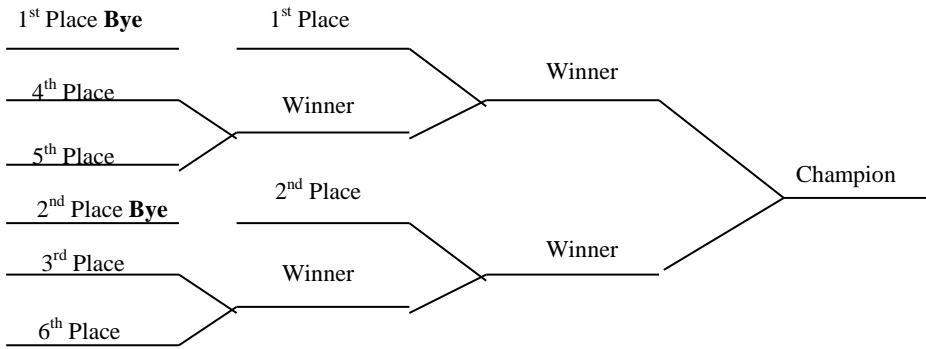 1st Place Bye
1st Place
Winner
4th Place
Winner
5th Place
Champion
2nd Place Bye
2nd Place
3rd Place
Winner
Winner
6th Place